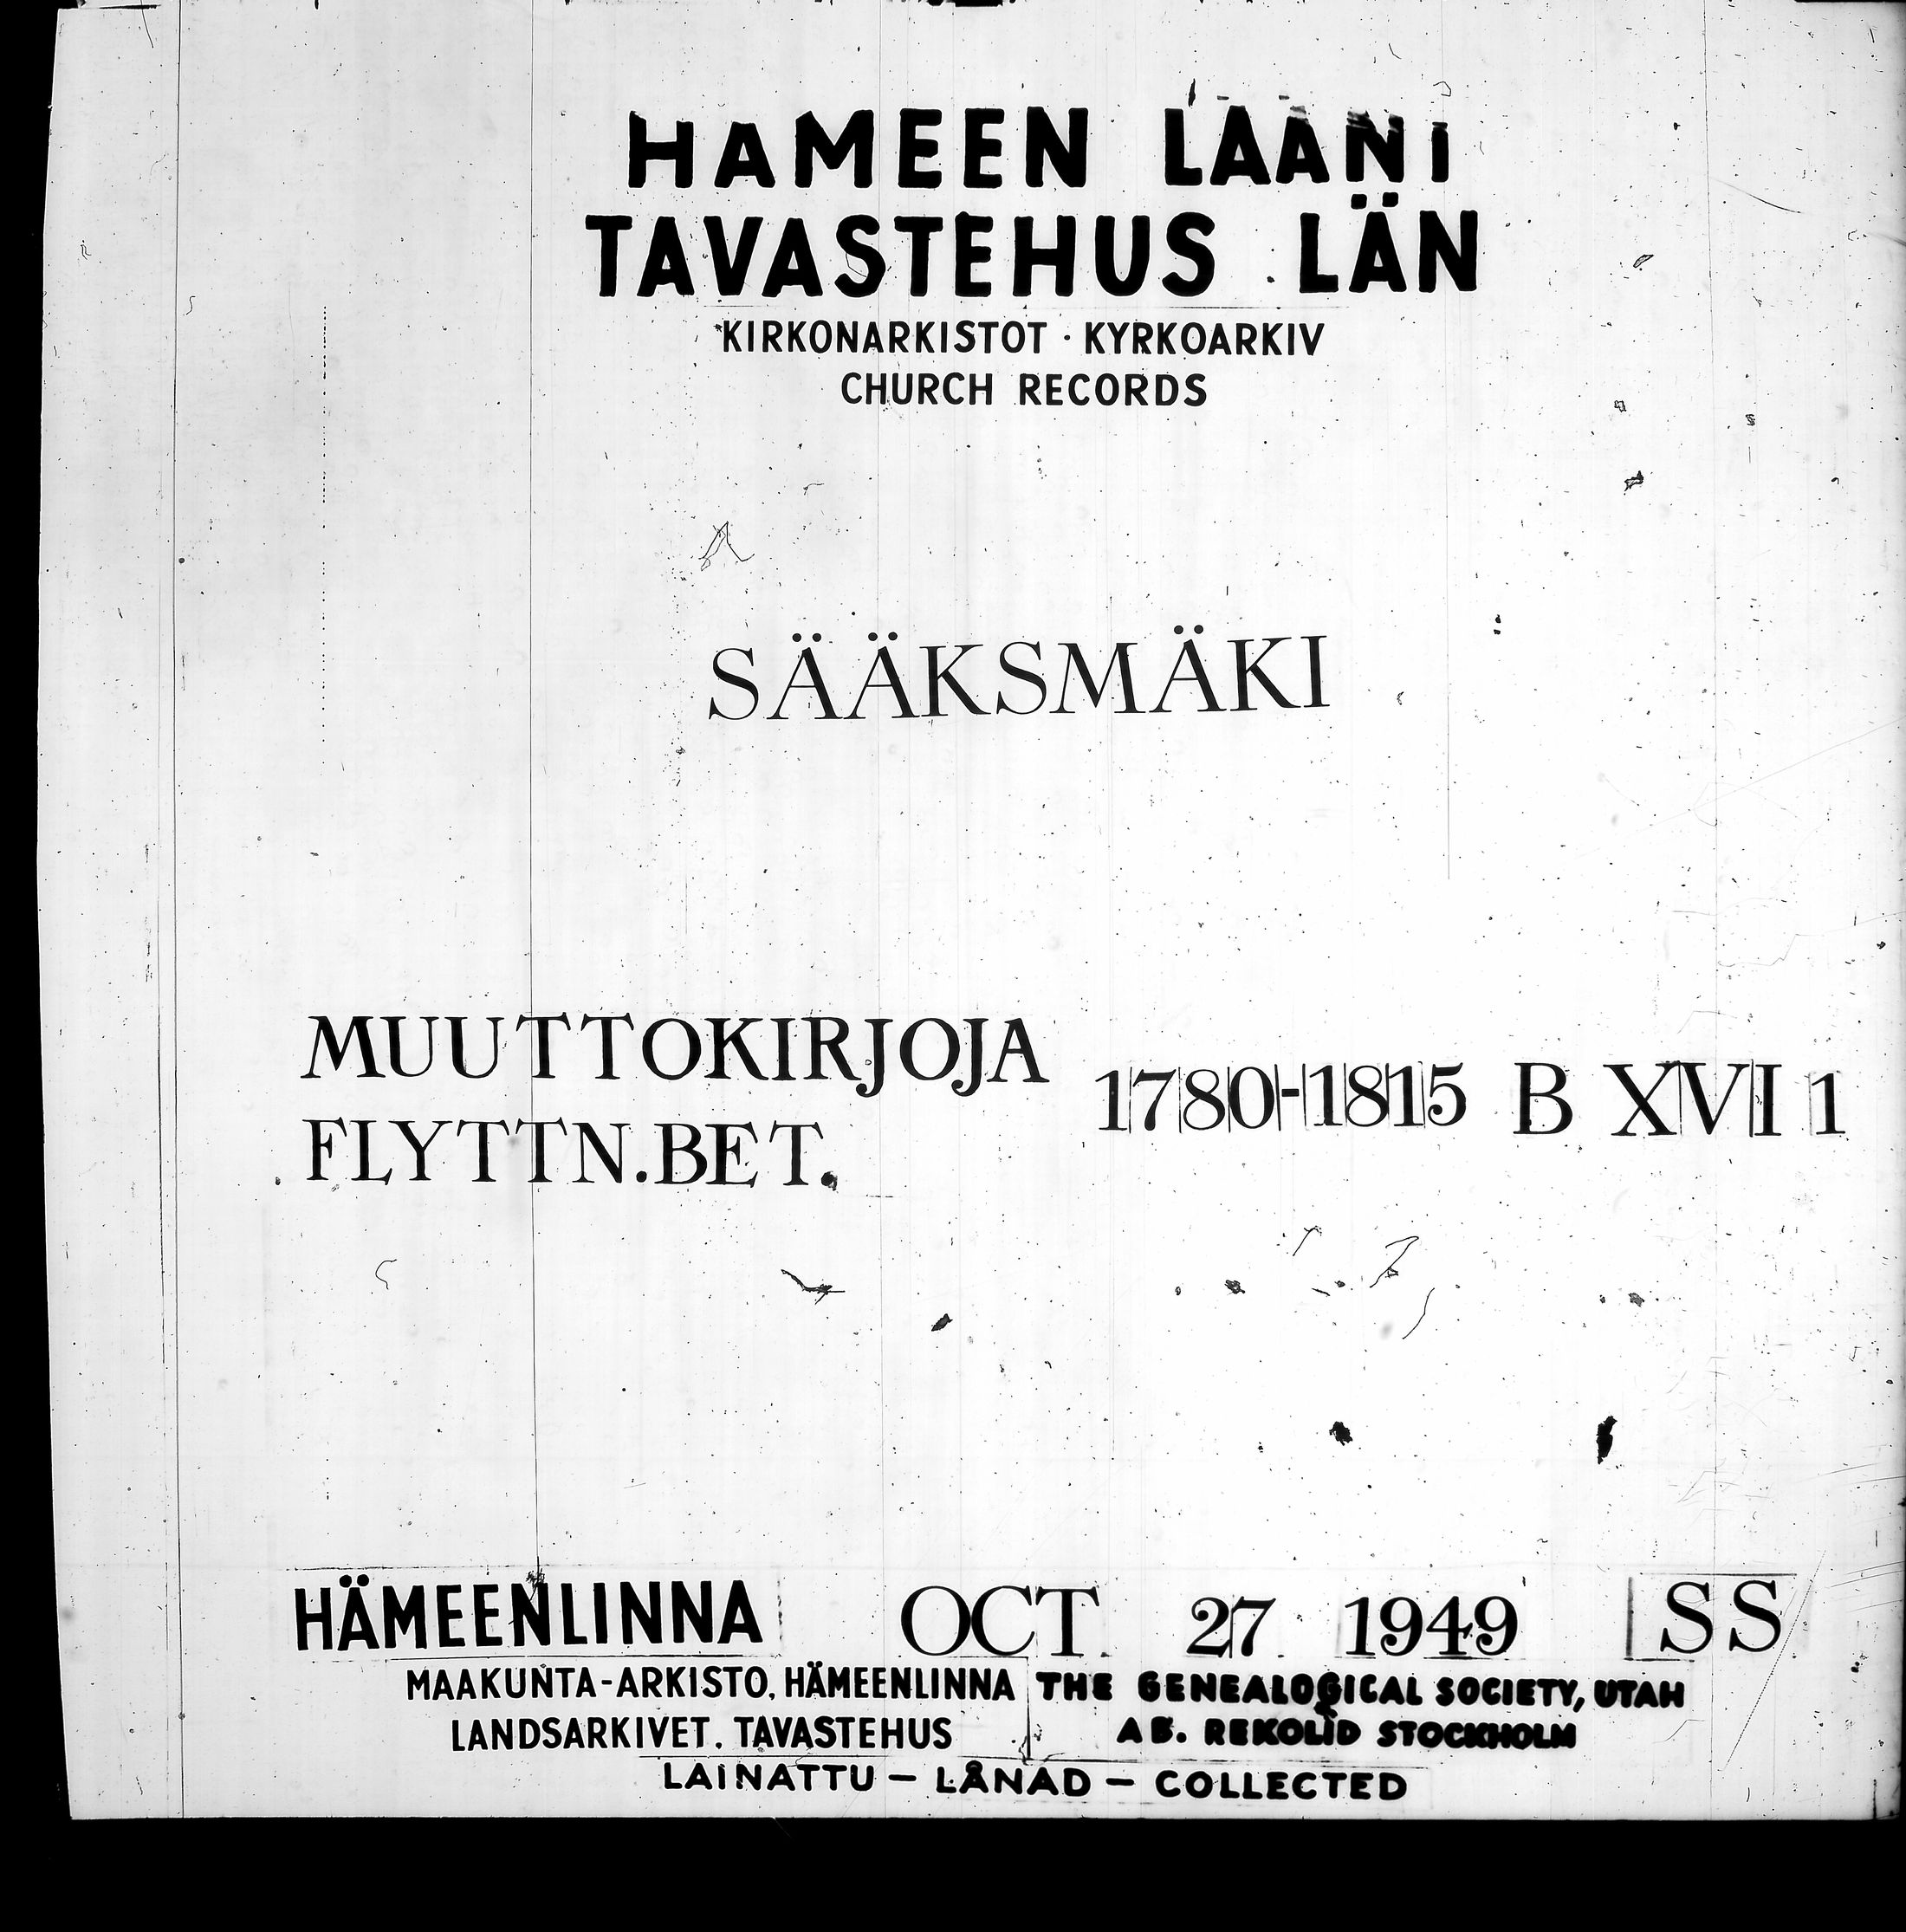 HAMEEN LAANI
TAVASTEHUS LÄN
KIRKONARKISTOT · KYRKOARKIV
CHURCH RECORDS
SÄÄKSMÄKI
MUUTTOKIRJOJA
FLYTTN.BET.
1780-1815 B XVI 1
HÄMEENLINNA OCT. 27 1949 SS
MAAKUNTA-ARKISTO, HÄMEENLINNA
LANDSARKIVET. TAVASTEHUS
THE GENEALOGICAL SOCIETY, UTAH
AB. REKOLID STOCKHOLM
LAINATTU — LÅNAD — COLLECTED